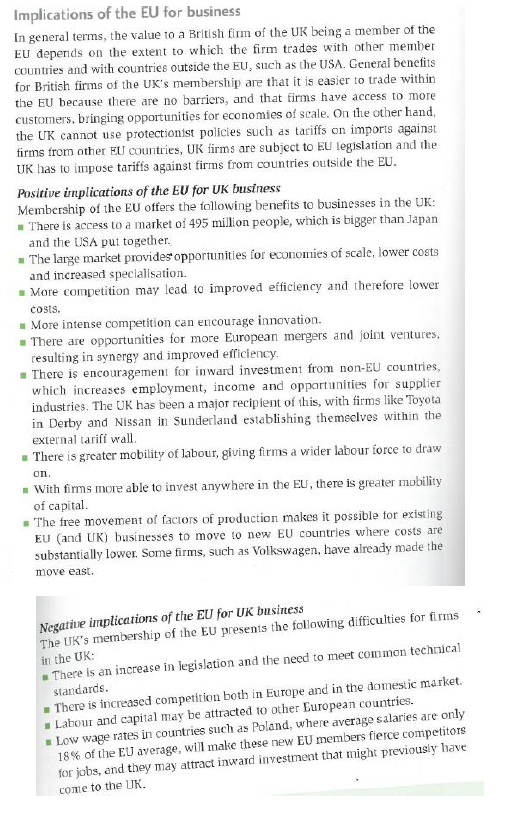 Implications of the EU for business
In general terms, the value to a British firm of the UK being a member of the
EU depends on the extent to which the firm trades with other member
countries and with countries outside the EU, such as the USA. General benefits
for British firms of the UK's membership are that it is easier to trade within
the EU because there are no barriers, and that firms have access to more
customers, bringing opportunities for economies of scale. On the other hand,
the UK cannot use protectionist policies such as tariffs on imports against
firms from other EU countries, UK firms are subject to EU legislation and the
UK has to impose tariffs against firms from countries outside the EU.
Positive implications of the EU for UK business
Membership of the EU offers the following benefits to businesses in the UK:
■ There is access to a market of 495 million people, which is bigger than Japan
and the USA put together.
■ The large market provides opportunities for economies of scale, lower costs
and increased specialisation.
■ More competition may lead to improved efficiency and therefore lower
costs.
■ More intense competition can encourage innovation.
■ There are opportunities for more European mergers and joint ventures,
resulting in synergy and improved efficiency.
■ There is encouragement for inward investment from non-EU countries,
which increases employment, income and opportunities for supplier
industries. The UK has been a major recipient of this, with firms like Toyota
in Derby and Nissan in Sunderland establishing themselves within the
external tariff wall.
■ There is greater mobility of labour, giving firms a wider labour force to draw
on.
■ With firms more able to invest anywhere in the EU, there is greater mobility
of capital.
■ The free movement of factors of production makes it possible for existing
EU (and UK) businesses to move to new EU countries where costs are
substantially lower. Some firms, such as Volkswagen, have already made the
move east.
Negative implications of the EU for UK business
The UK's membership of the EU presents the following difficulties for firms
in the UK:
■ There is an increase in legislation and the need to meet common technical
standards.
■ There is increased competition both in Europe and in the domestic market.
■ Labour and capital may be attracted to other European countries.
■ Low wage rates in countries such as Poland, where average salaries are only
18% of the EU average, will make these new EU members fierce competitors
for jobs, and they may attract inward investment that might previously have
come to the UK.